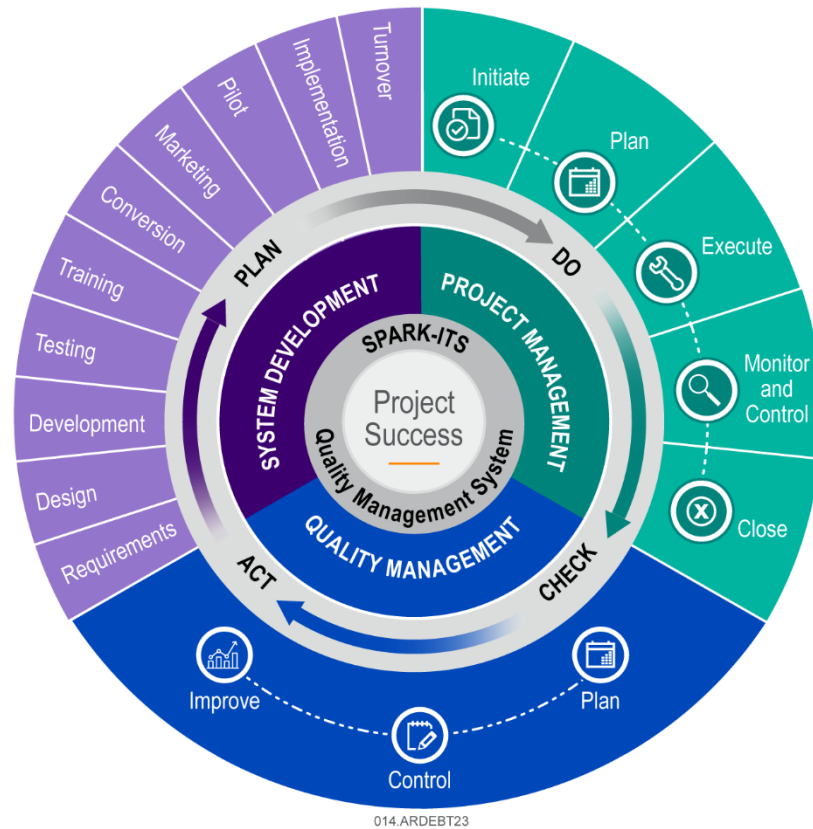 Requirements
Design
Development
Testing
Training
Conversion
Marketing
Pilot
Implementation
Turnover
Initiate
Plan
Execute
Monitor
and
Control
Close
Plan
Control
Improve
PLAN
DO
CHECK
ACT
SYSTEM DEVELOPMENT
PROJECT MANAGEMENT
QUALITY MANAGEMENT
SPARK-ITS
Quality Management System
Project
Success
014.ARDEBT23